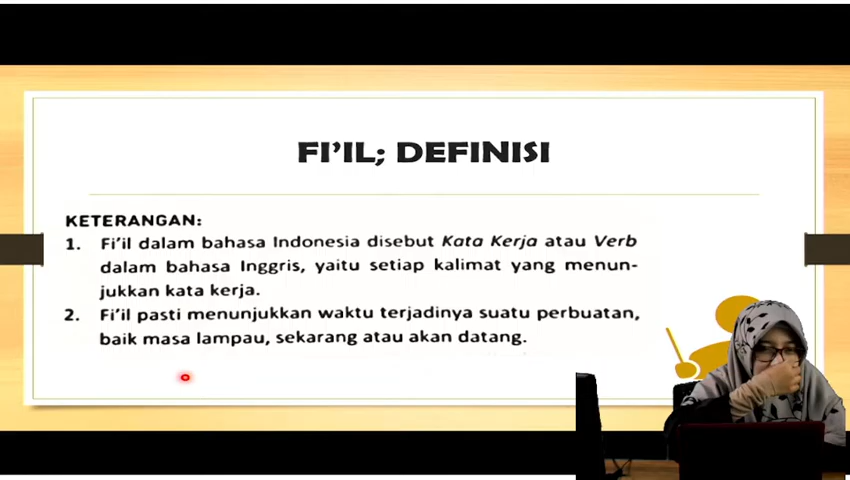 FI'IL; DEFINISI
KETERANGAN:
1. Fi'il dalam bahasa Indonesia disebut Kata Kerja atau Verb
dalam bahasa Inggris, yaitu setiap kalimat yang menun-
jukkan kata kerja.
2. Fi'il pasti menunjukkan waktu terjadinya suatu perbuatan,
baik masa lampau, sekarang atau akan datang.